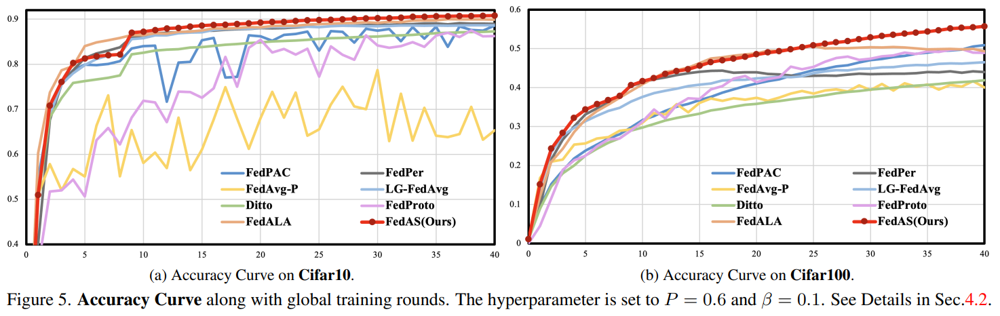 0.9
0.8
0.7
0.6
0.5
0.4
0 5 10 15 20 25 30 35 40
FedPAC FedPer
FedAvg-P LG-FedAvg
Ditto FedProto
FedALA FedAS(Ours)
(a) Accuracy Curve on Cifar10.
0.6
0.5
0.4
0.3
0.2
0.1
0
0 5 10 15 20 25 30 35 40
FedPAC FedPer
FedAvg-P LG-FedAvg
Ditto FedProto
FedALA FedAS(Ours)
(b) Accuracy Curve on Cifar100.
Figure 5. Accuracy Curve along with global training rounds. The hyperparameter is set to P = 0.6 and β = 0.1. See Details in Sec.4.2.